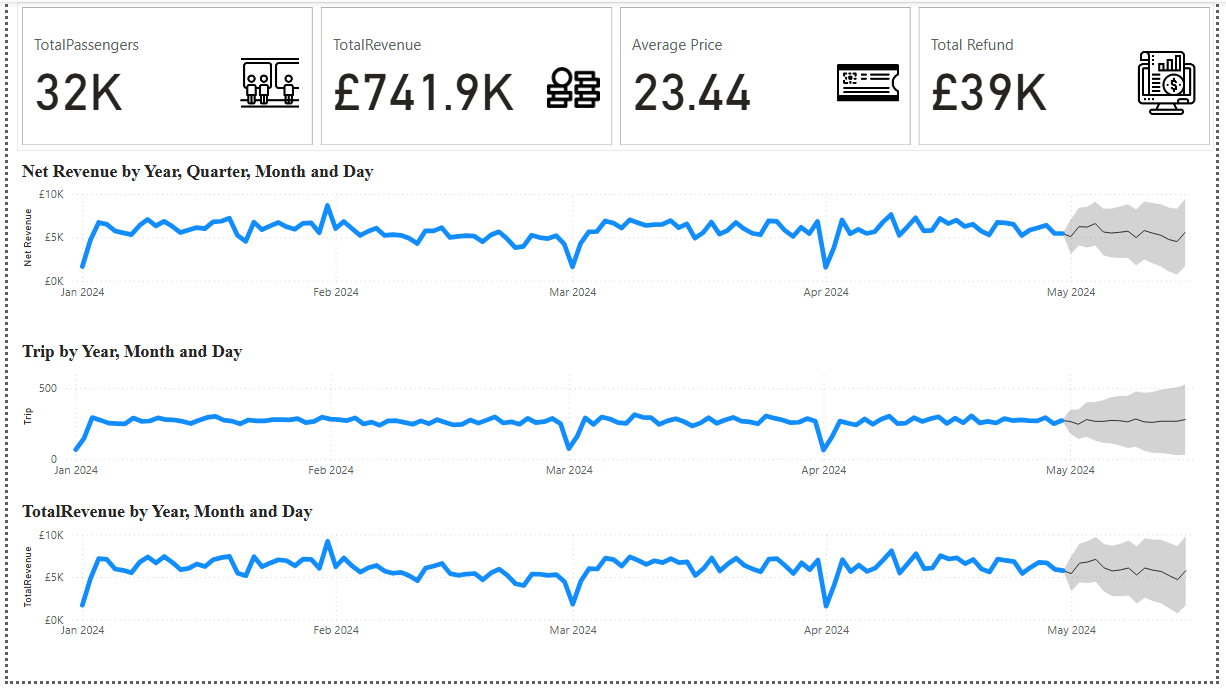 TotalPassengers
32K
TotalRevenue
£741.9K
Average Price
23.44
Total Refund
£39K
Net Revenue by Year, Quarter, Month and Day
Net Revenue
£10K
£5K
£0K
Jan 2024 Feb 2024 Mar 2024 Apr 2024 May 2024
Trip by Year, Month and Day
Trip
500
0
Jan 2024 Feb 2024 Mar 2024 Apr 2024 May 2024
TotalRevenue by Year, Month and Day
TotalRevenue
£10K
£5K
£0K
Jan 2024 Feb 2024 Mar 2024 Apr 2024 May 2024